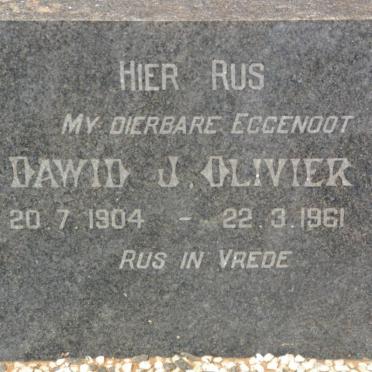 HIER RUS
MY DIERBARE EGGENOOT
DAWID J. OLIVIER
20.7.1904 - 22.3.1961
RUS IN VREDE